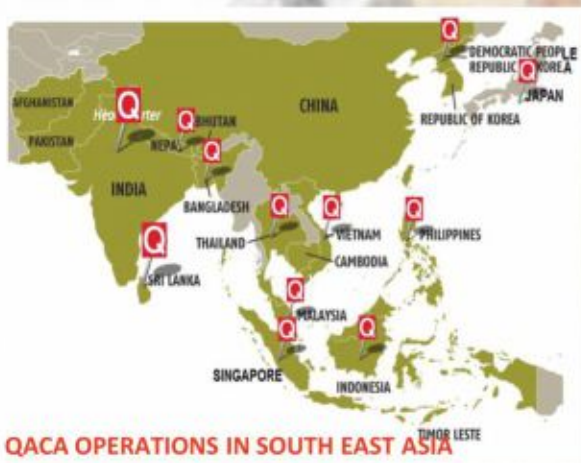 Q
DEMOCRATIC PEOPLE
REPUBLIC Q KOREA
JAPAN
AFGHANISTAN
Q
CHINA
REPUBLIC OF KOREA
PAKISTAN
Q
NEPAL
BHUTAN
Q
INDIA
BANGLADESH
Q
THAILAND
Q
VIETNAM
Q
PHILIPPINES
CAMBODIA
Q
SRI LANKA
Q
MALAYSIA
Q
SINGAPORE
Q
INDONESIA
TIMOR LESTE
QACA OPERATIONS IN SOUTH EAST ASIA